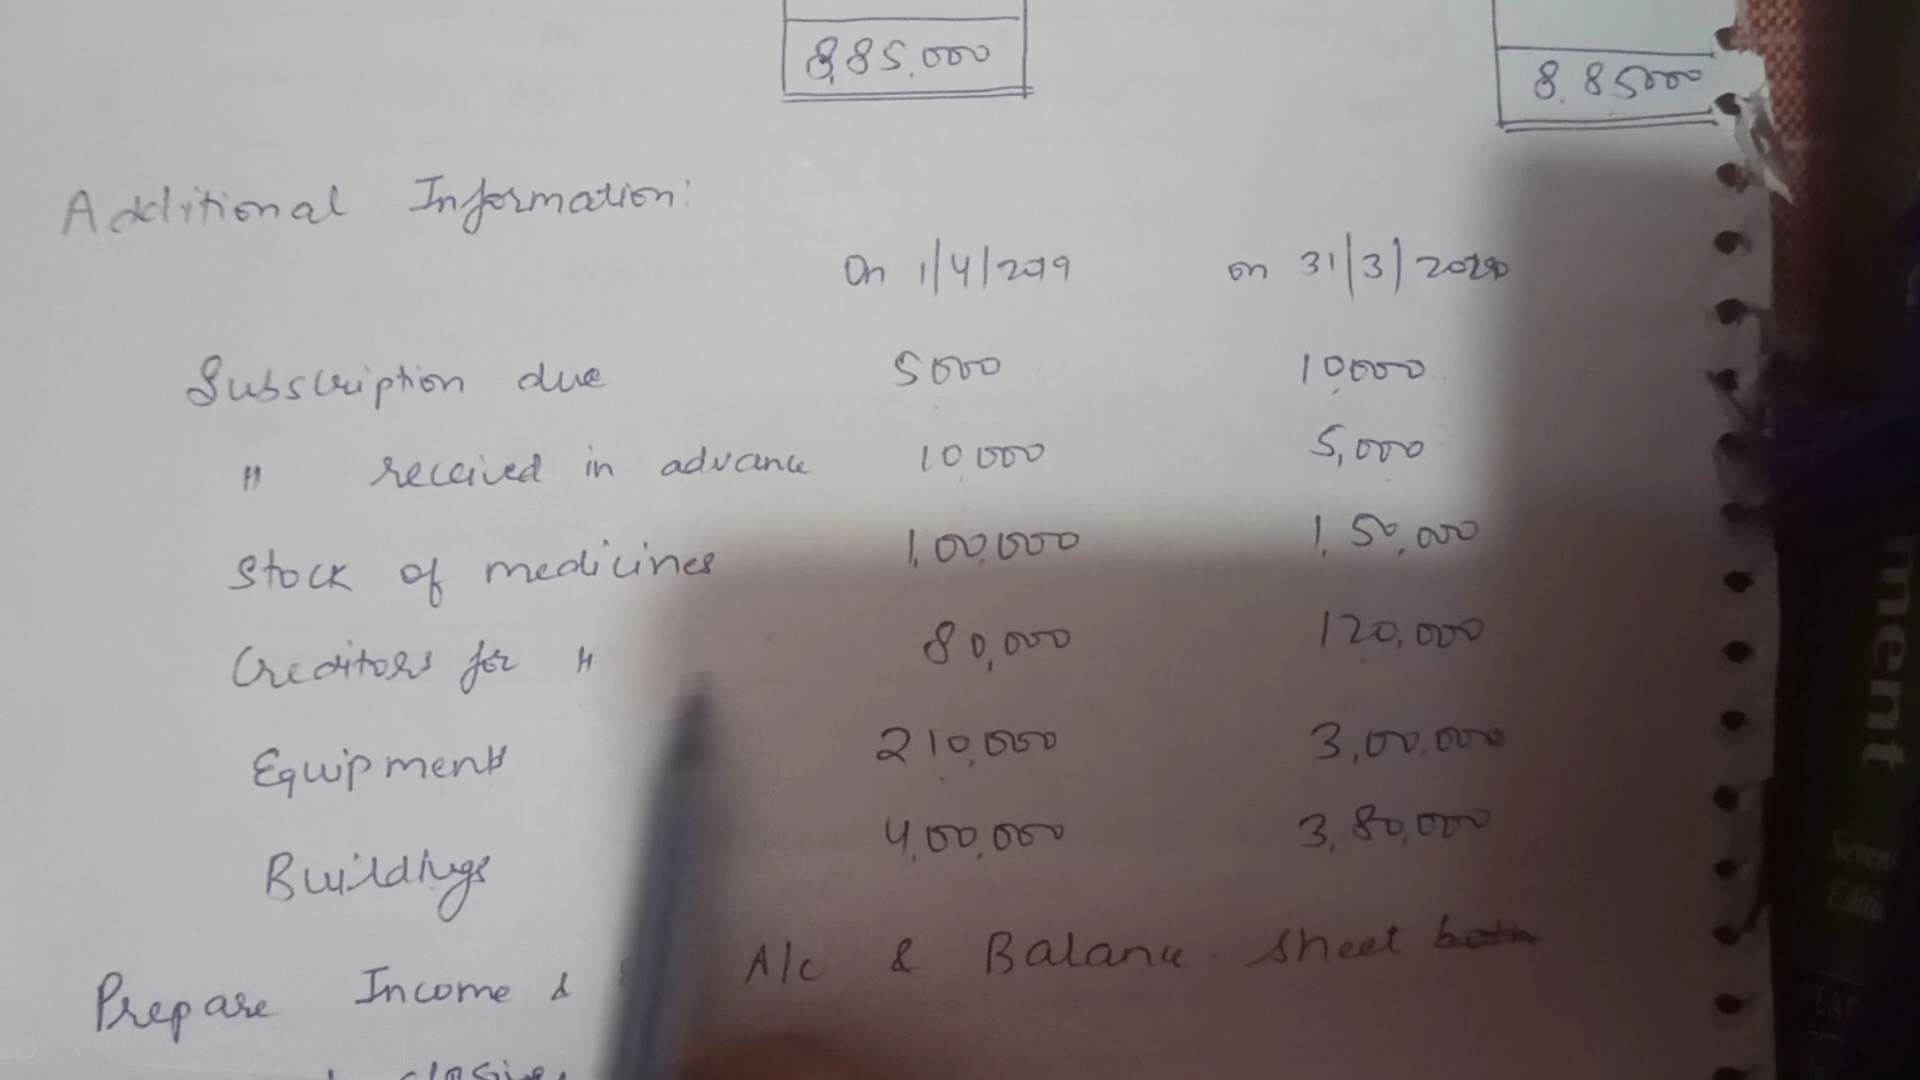 8,85,000 8,85000
Additional Information:
On 1/4/2019 on 31/3/2020
Subscription due 5000 10000
" received in advance 10,000 5,000
Stock of medicines 1,00,000 1,50,000
Creditors for " 80,000 120,000
Equipments 210,000 3,00,000
Buildings 4,00,000 3,80,000
Prepare Income & A/c & Balance sheet
ment